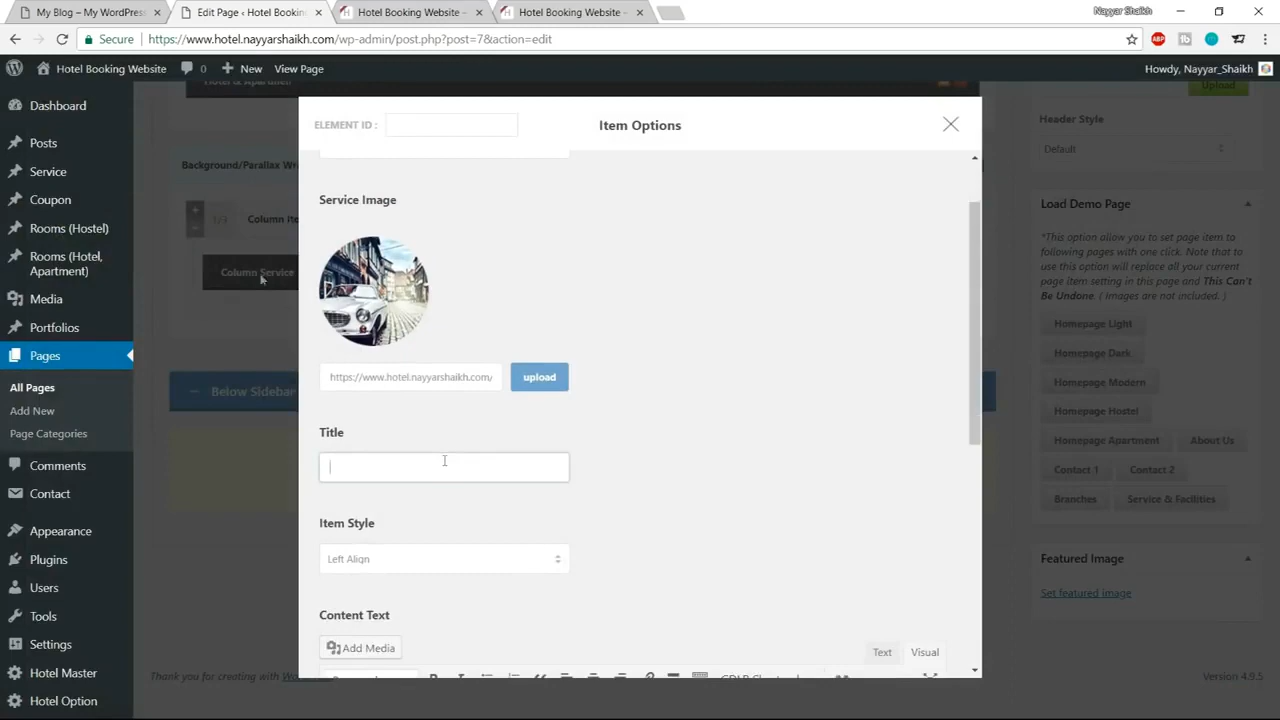 My Blog – My WordPress
Edit Page ‹ Hotel Booking
Hotel Booking Website –
Hotel Booking Website –
Nayyar Shaikh
Secure
https://www.hotel.nayyarshaikh.com/wp-admin/post.php?post=7&action=edit
ABP
Hotel Booking Website
0
New
View Page
Howdy, Nayyar_Shaikh
Dashboard
Posts
Service
Coupon
Rooms (Hostel)
Rooms (Hotel,
Apartment)
Media
Portfolios
Pages
All Pages
Add New
Page Categories
Comments
Contact
Appearance
Plugins
Users
Tools
Settings
Hotel Master
Hotel Option
Background/Parallax Wr
1/3
Column Ite
Column Service
Below Sidebar
Thank you for creating with
ELEMENT ID :
Item Options
Service Image
https://www.hotel.nayyarshaikh.com/
upload
Title
Item Style
Left Align
Content Text
Add Media
Text
Visual
Upload
Header Style
Default
Load Demo Page
*This option allow you to set page item to
following pages with one click. Note that to
use this option will replace all your current
page item setting in this page and This Can't
Be Undone. ( Images are not included. )
Homepage Light
Homepage Dark
Homepage Modern
Homepage Hostel
Homepage Apartment
About Us
Contact 1
Contact 2
Branches
Service & Facilities
Featured Image
Set featured image
Version 4.9.5